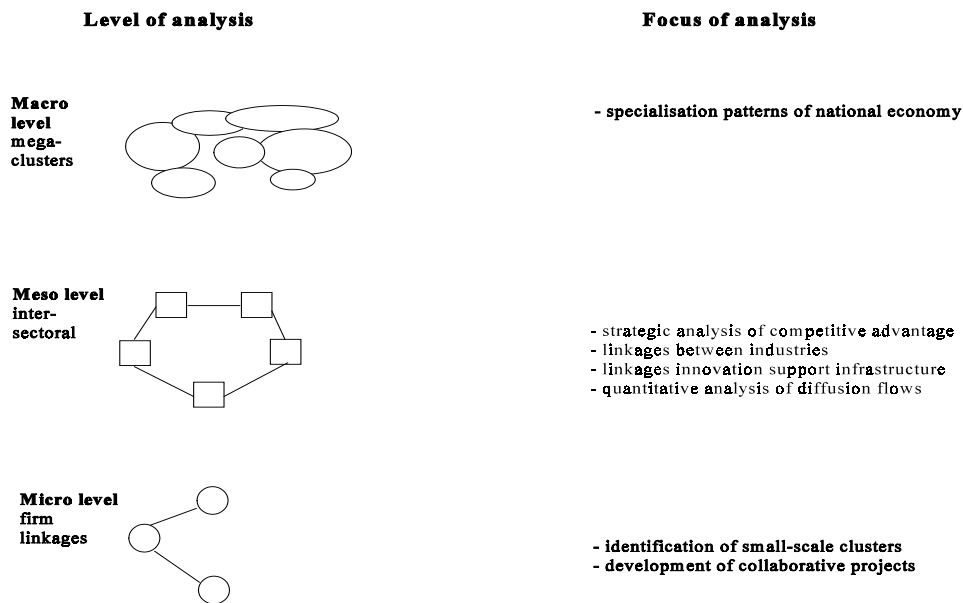 Level of analysis
Focus of analysis
Macro
level
mega-
clusters
- specialisation patterns of national economy
Meso level
inter-
sectoral
- strategic analysis of competitive advantage
- linkages between industries
- linkages innovation support infrastructure
- quantitative analysis of diffusion flows
Micro level
firm
linkages
- identification of small-scale clusters
- development of collaborative projects